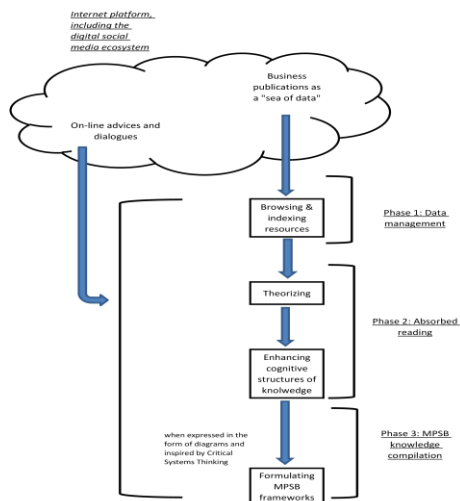 Internet platform,
including the
digital social
media ecosystem
Business
publications as
a "sea of data"
On-line advices and
dialogues
Browsing &
indexing
resources
Phase 1: Data
management
Theorizing
Phase 2: Absorbed
reading
Enhancing
cognitive
structures of
knolwedge
when expressed in the
form of diagrams and
inspired by Critical
Systems Thinking
Phase 3: MPSB
knowledge
compilation
Formulating
MPSB
frameworks